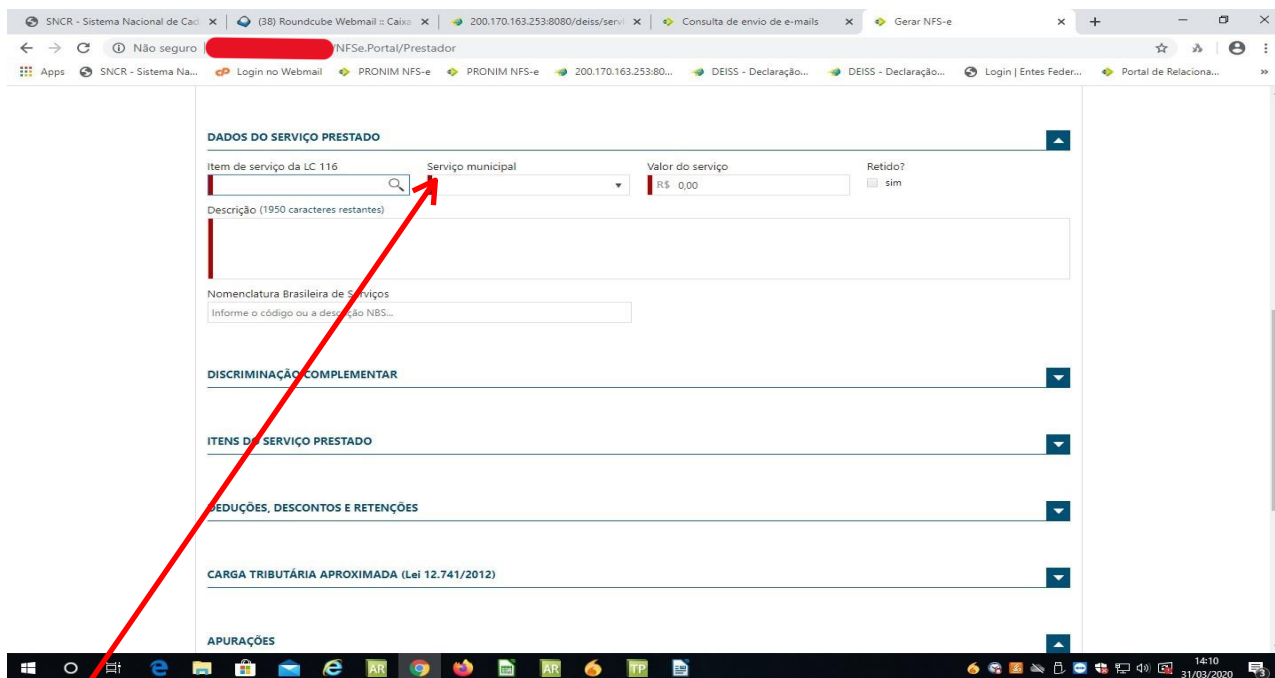 SNCR - Sistema Nacional de Cad
(38) Roundcube Webmail :: Caixa
200.170.163.253:8080/deiss/servi
Consulta de envio de e-mails
Gerar NFS-e
Não seguro
/NFSe.Portal/Prestador
Apps
SNCR - Sistema Na...
Login no Webmail
PRONIM NFS-e
PRONIM NFS-e
200.170.163.253:80...
DEISS - Declaração...
DEISS - Declaração...
Login | Entes Feder...
Portal de Relaciona...
»
DADOS DO SERVIÇO PRESTADO
Item de serviço da LC 116
Serviço municipal
Valor do serviço
Retido?
R$ 0,00
sim
Descrição (1950 caracteres restantes)
Nomenclatura Brasileira de Serviços
Informe o código ou a descrição NBS...
DISCRIMINAÇÃO COMPLEMENTAR
ITENS DO SERVIÇO PRESTADO
DEDUÇÕES, DESCONTOS E RETENÇÕES
CARGA TRIBUTÁRIA APROXIMADA (Lei 12.741/2012)
APURAÇÕES
AR
AR
TP
14:10
31/03/2020
3